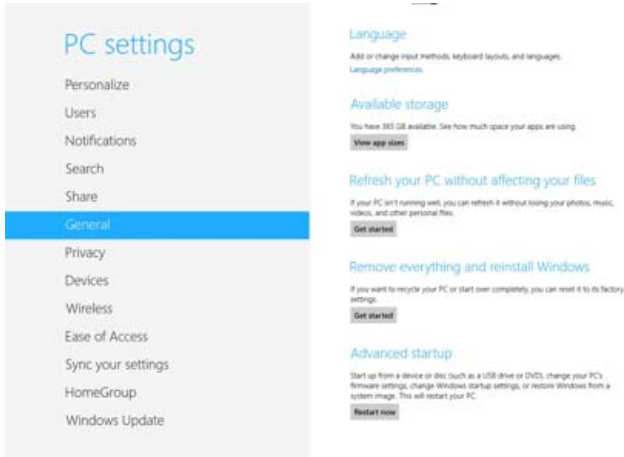 PC settings
Personalize
Users
Notifications
Search
Share
General
Privacy
Devices
Wireless
Ease of Access
Sync your settings
HomeGroup
Windows Update
Language
Add or change input methods, keyboard layouts, and languages.
Language preferences
Available storage
You have 365 GB available. See how much space your apps are using.
View app sizes
Refresh your PC without affecting your files
If your PC isn't running well, you can refresh it without losing your photos, music,
videos, and other personal files.
Get started
Remove everything and reinstall Windows
If you want to recycle your PC or start over completely, you can reset it to its factory
settings.
Get started
Advanced startup
Start up from a device or disc (such as a USB drive or DVD), change your PC's
firmware settings, change Windows startup settings, or restore Windows from a
system image. This will restart your PC.
Restart now